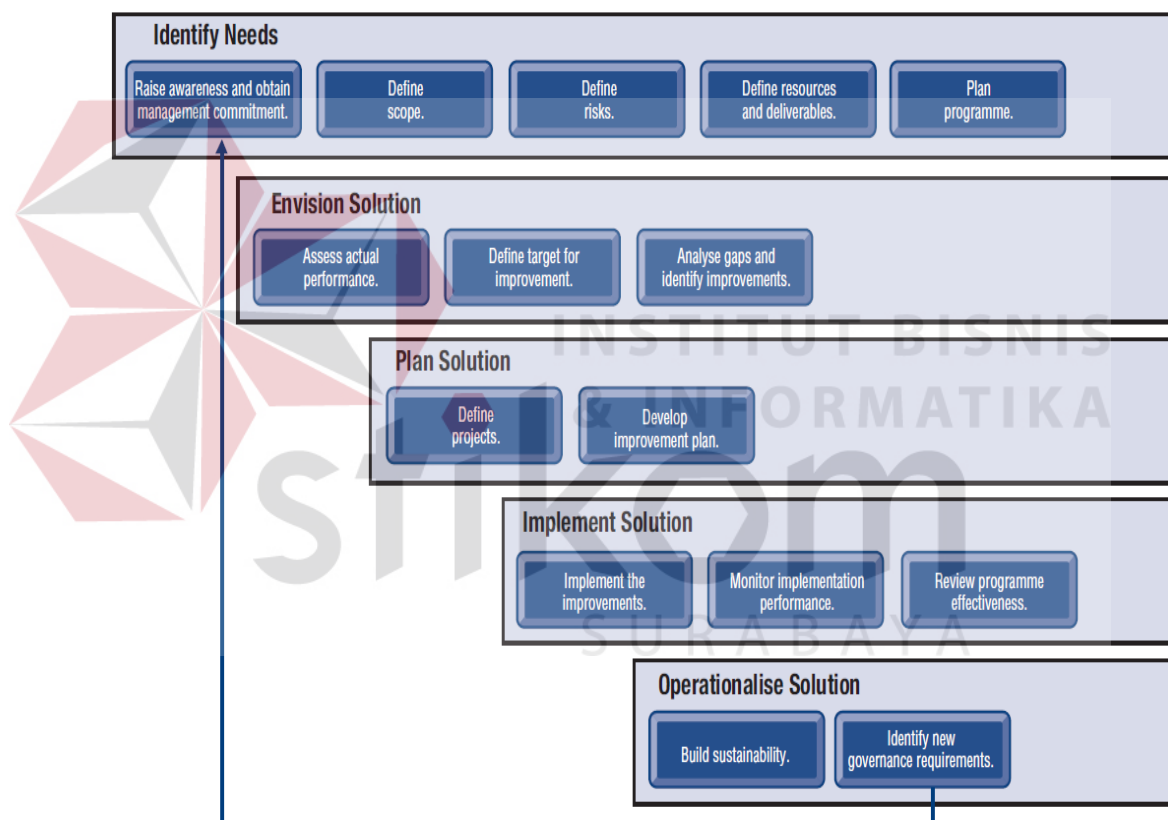 Identify Needs
Raise awareness and obtain
management commitment.
Define
scope.
Define
risks.
Define resources
and deliverables.
Plan
programme.
Envision Solution
Assess actual
performance.
Define target for
improvement.
Analyse gaps and
identify improvements.
INSTITUT BISNIS
& INFORMATIKA
stikom
SURABAYA
Plan Solution
Define
projects.
Develop
improvement plan.
Implement Solution
Implement the
improvements.
Monitor implementation
performance.
Review programme
effectiveness.
Operationalise Solution
Build sustainability.
Identify new
governance requirements.